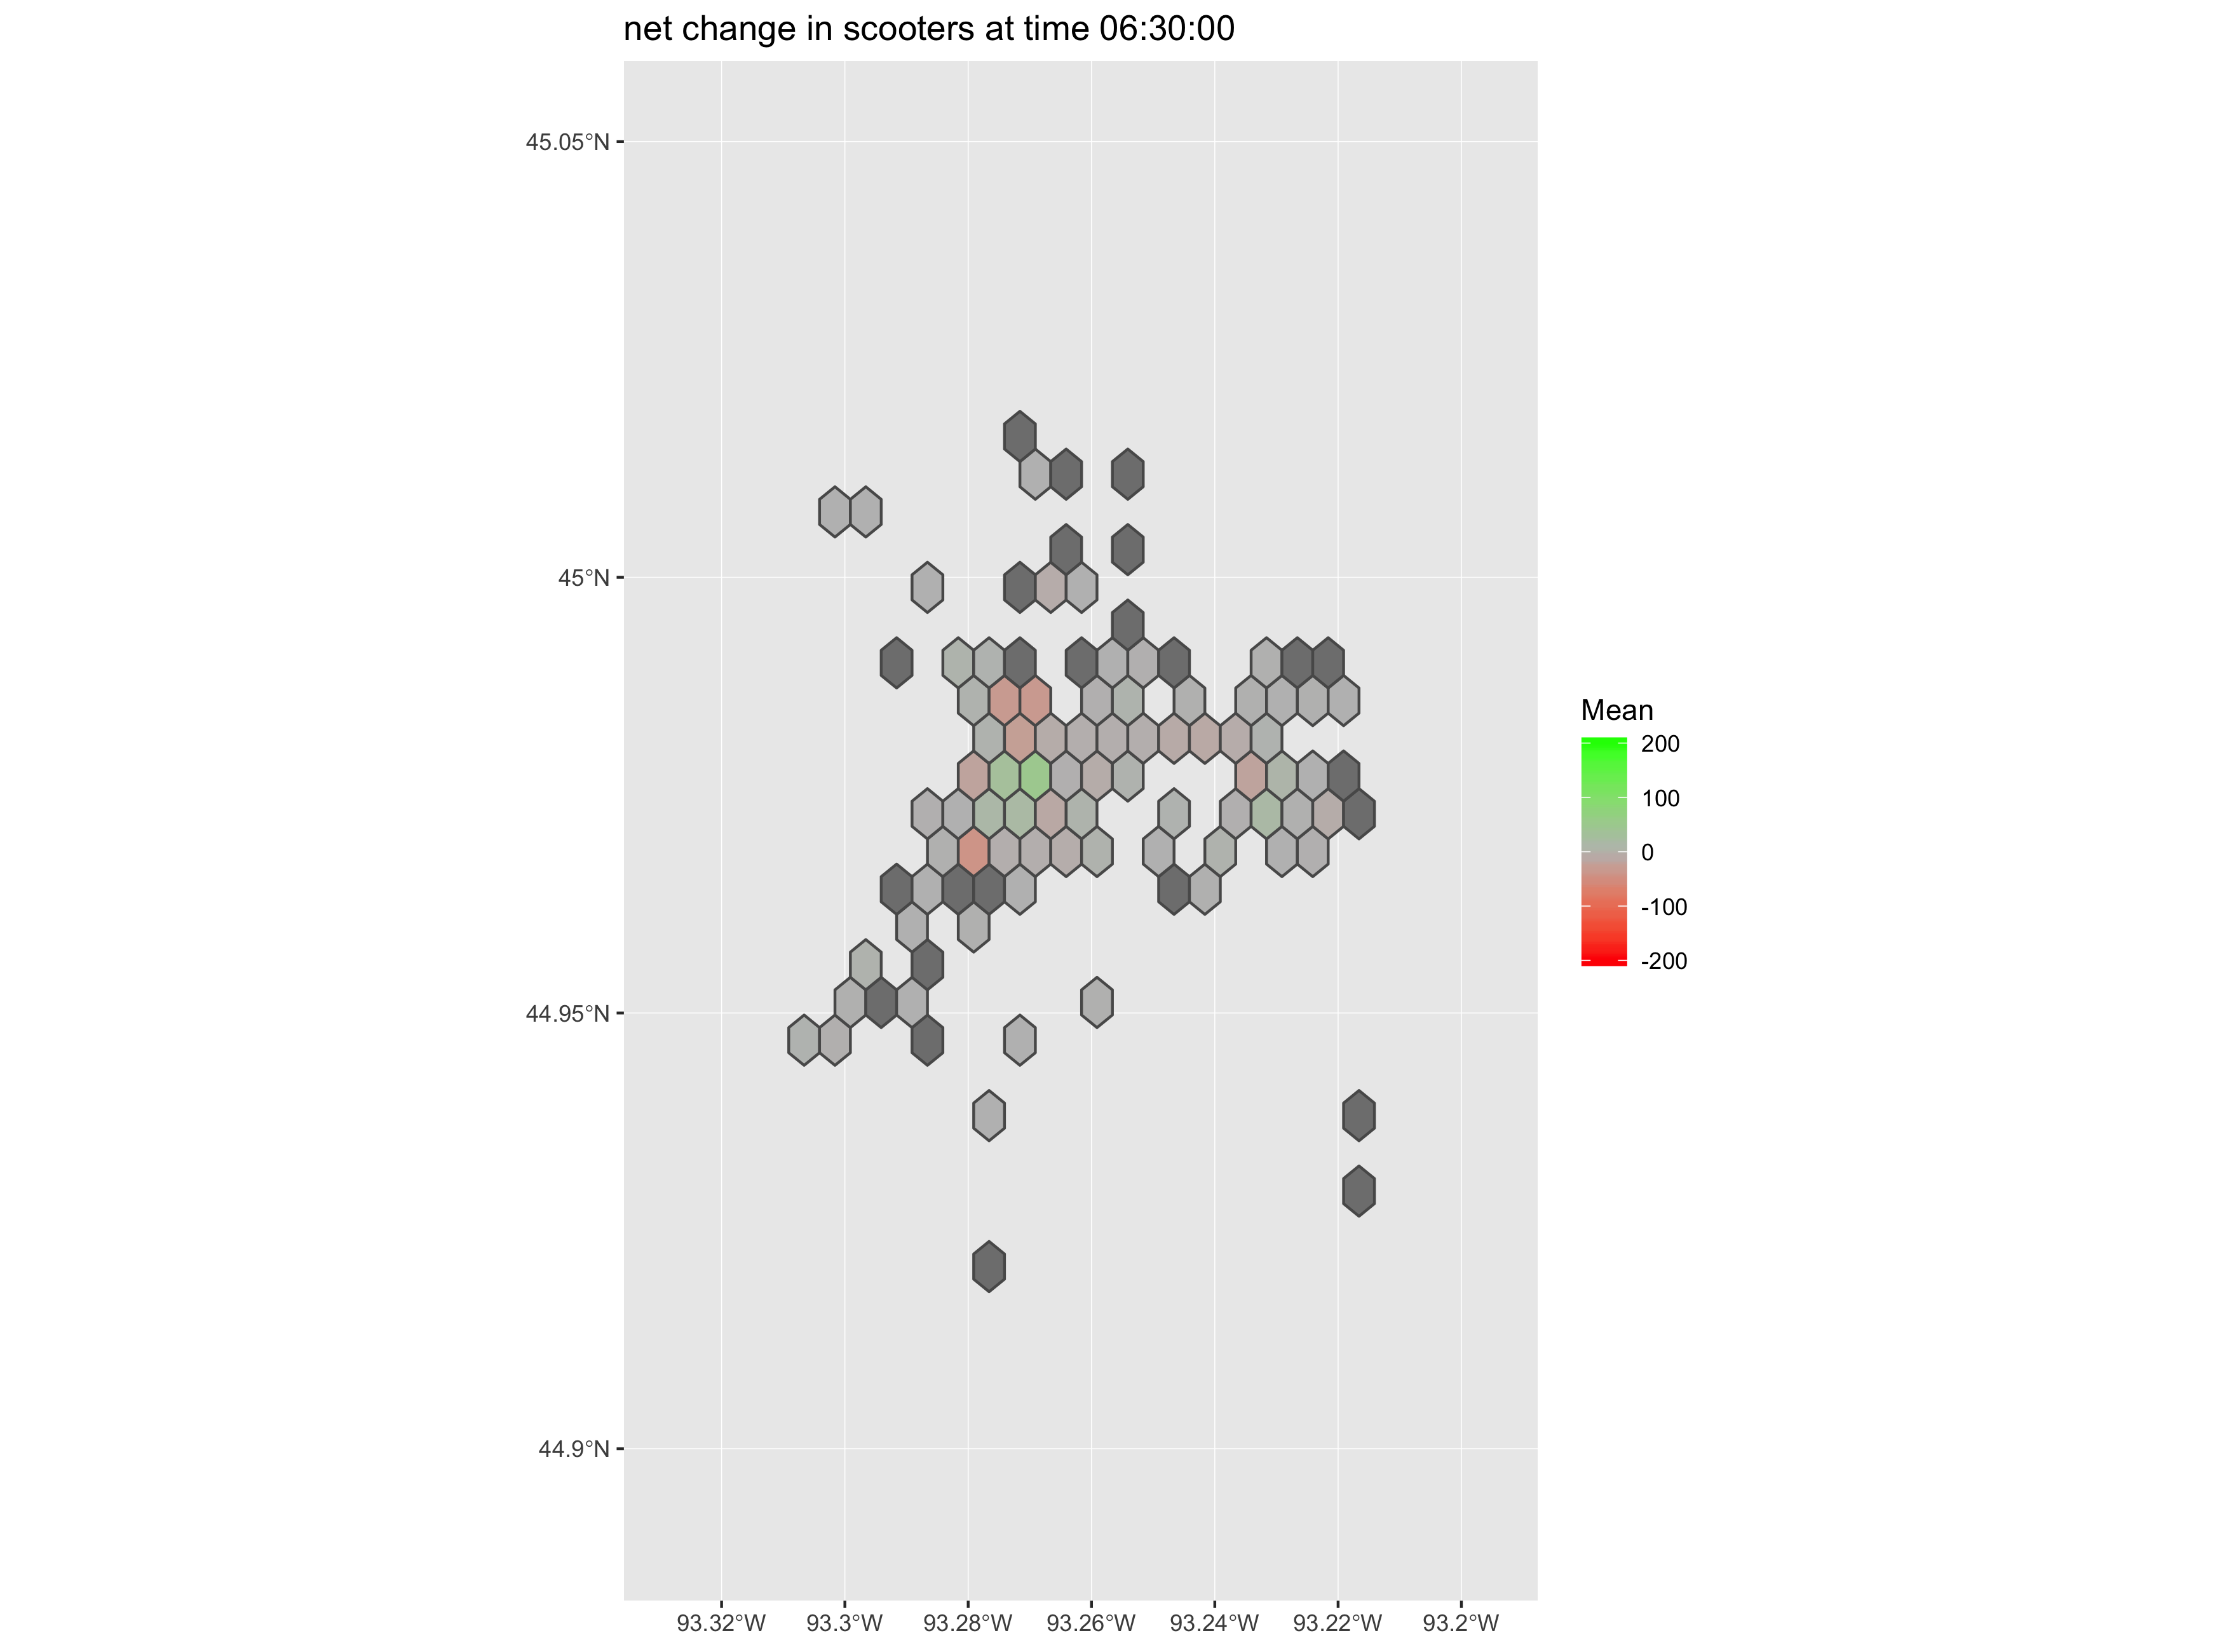 net change in scooters at time 06:30:00
45.05°N
45°N
44.95°N
44.9°N
93.32°W
93.3°W
93.28°W
93.26°W
93.24°W
93.22°W
93.2°W
Mean
200
100
0
-100
-200